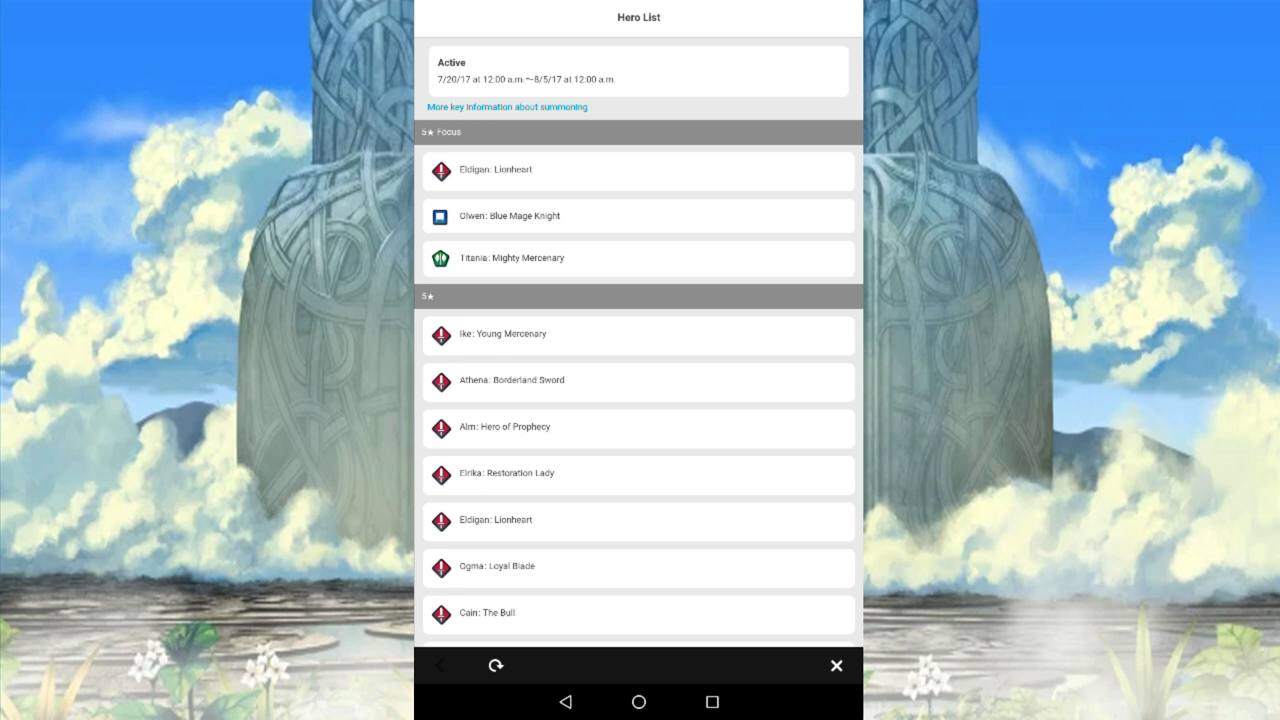 Hero List
Active
7/20/17 at 12:00 a.m.～8/5/17 at 12:00 a.m.
More key information about summoning
5★ Focus
Eldigan: Lionheart
Olwen: Blue Mage Knight
Titania: Mighty Mercenary
5★
Ike: Young Mercenary
Athena: Borderland Sword
Alm: Hero of Prophecy
Eirika: Restoration Lady
Eldigan: Lionheart
Ogma: Loyal Blade
Cain: The Bull